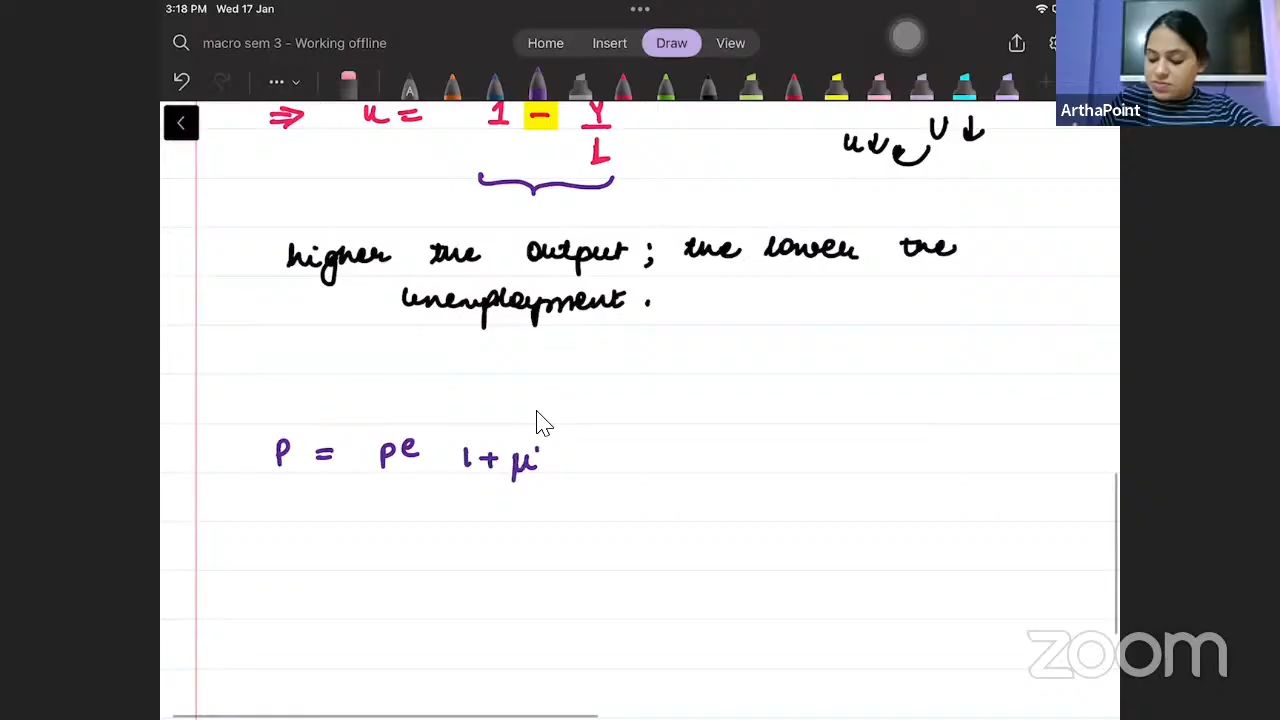 3:18 PM Wed 17 Jan
macro sem 3 - Working offline
Home Insert Draw View
A
ArthaPoint
⇒ u = 1 - Y/L
U ↓
u↓
higher the output ; the lower the
unemployment .
P = Pe 1 + μ
zoom